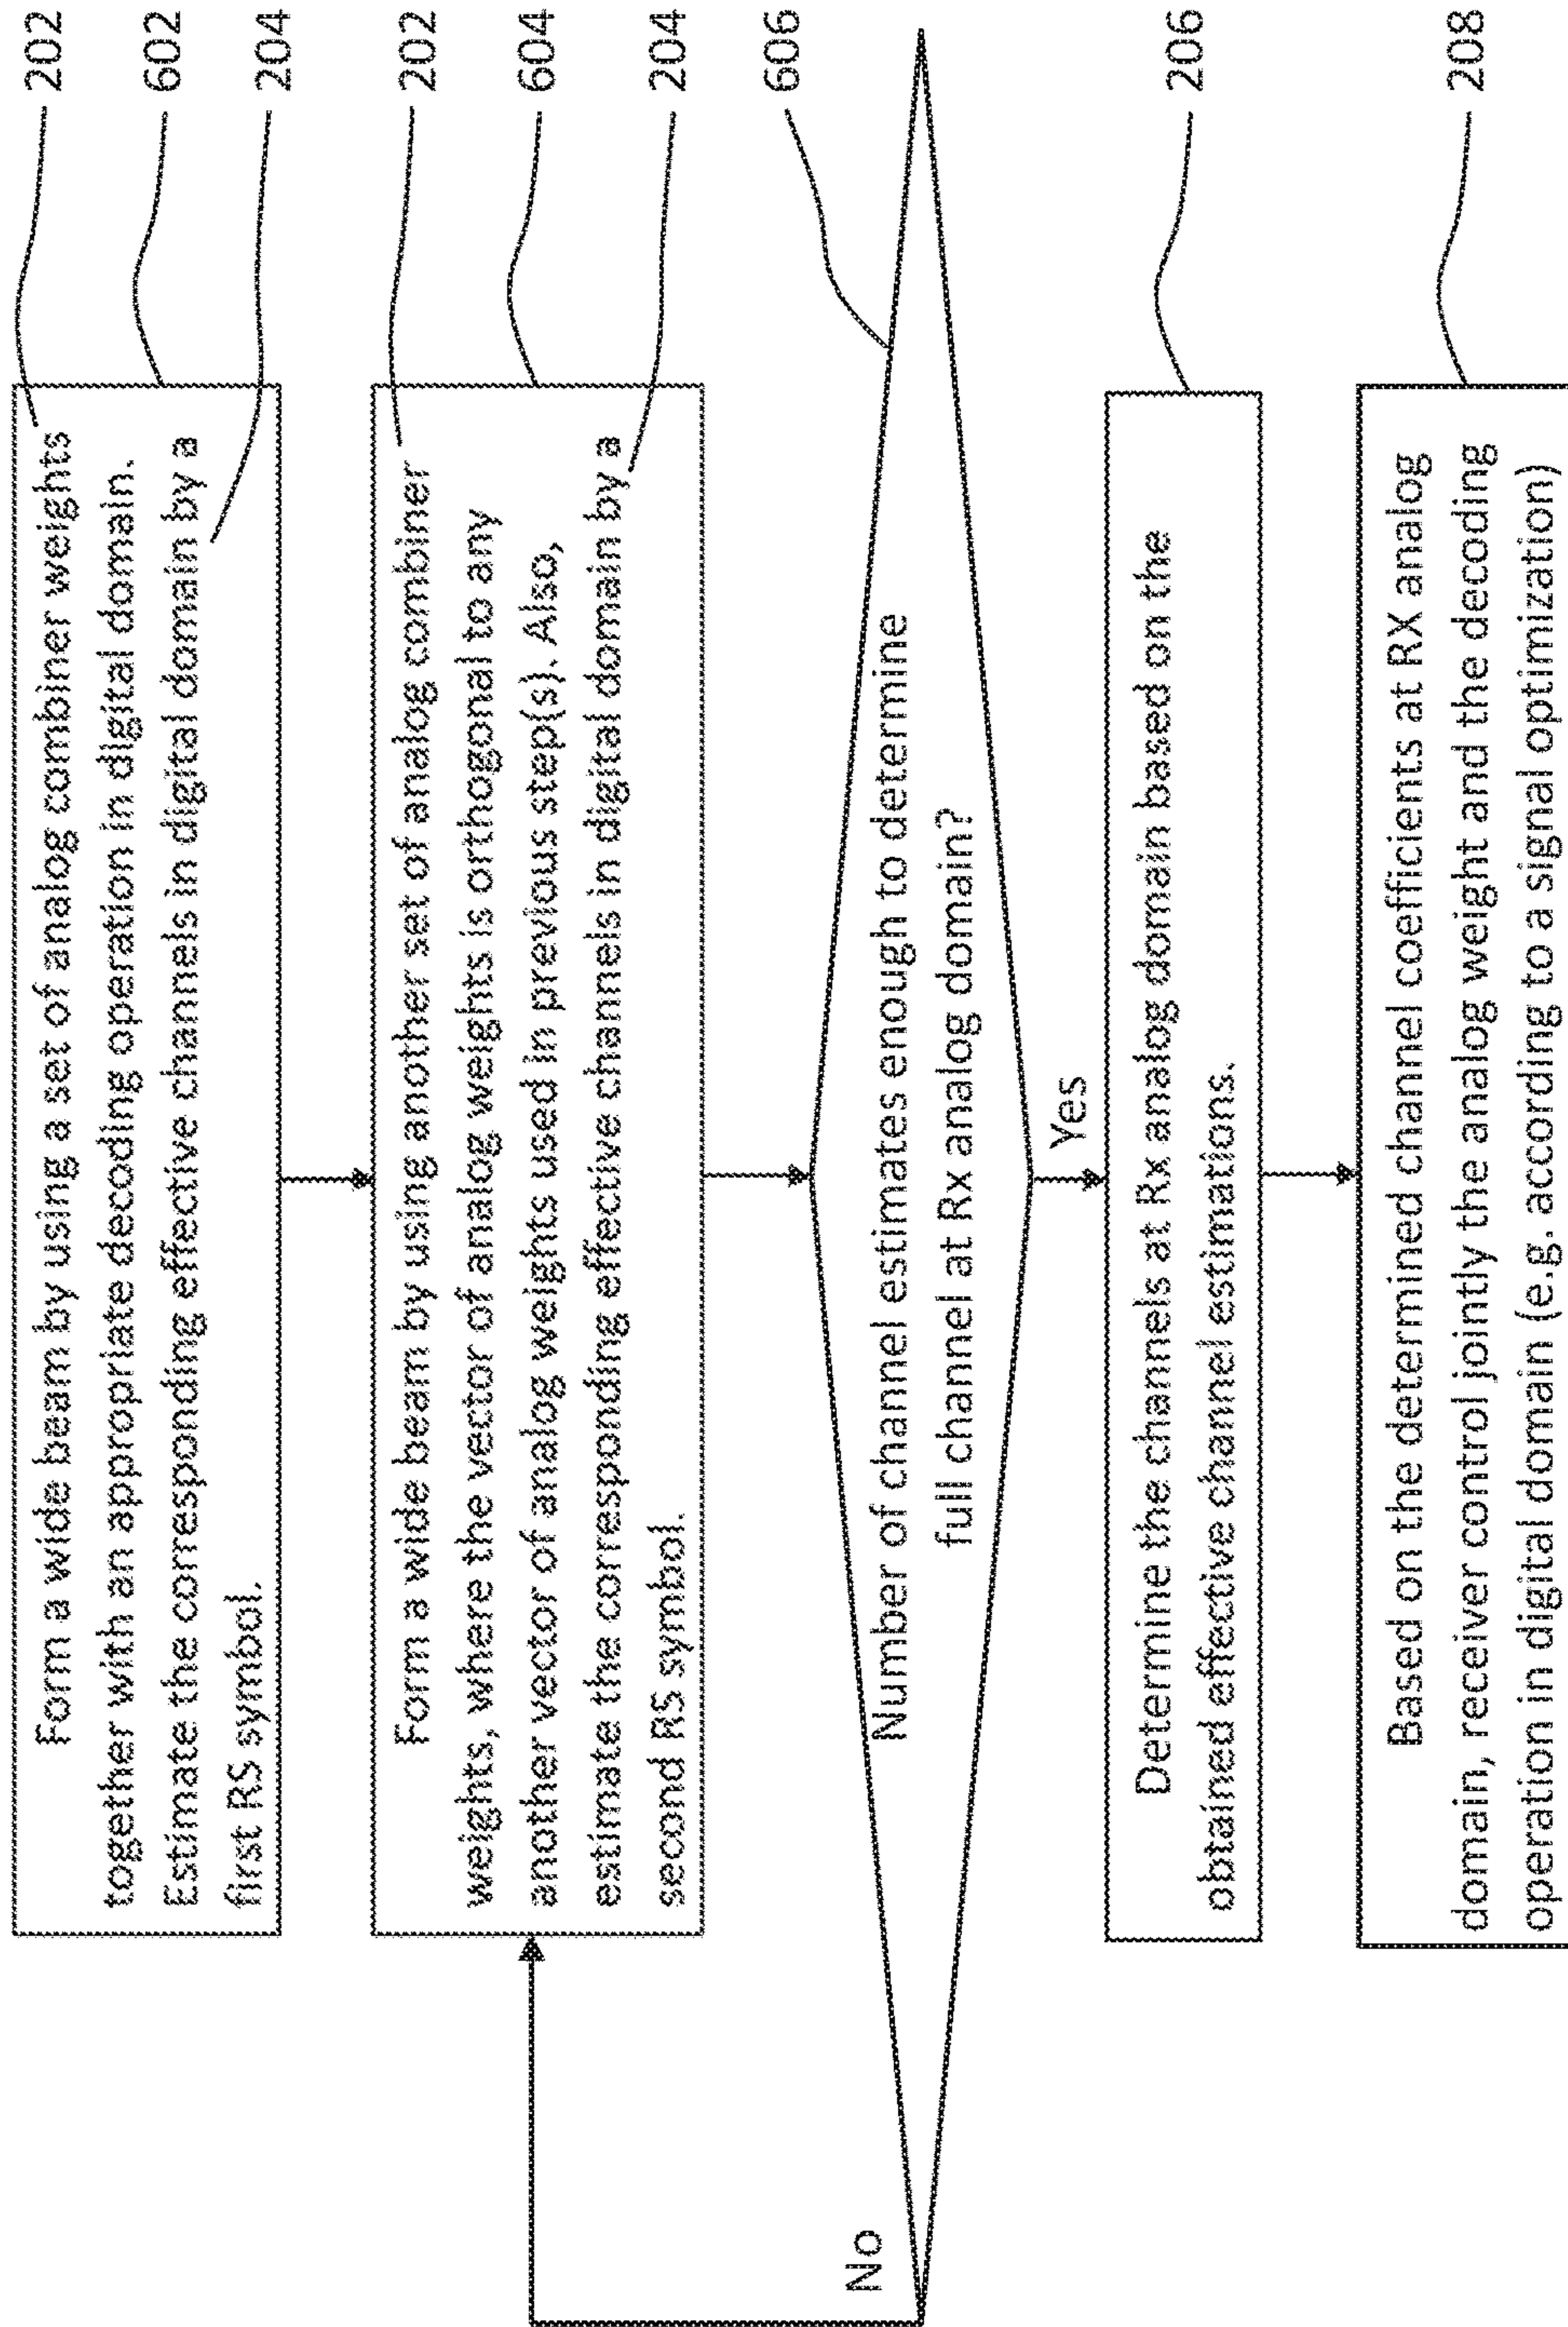 Form a wide beam by using a set of analog combiner weights
together with an appropriate decoding operation in digital domain.
Estimate the corresponding effective channels in digital domain by a
first RS symbol.
202
602
204
Form a wide beam by using another set of analog combiner
weights, where the vector of analog weights is orthogonal to any
another vector of analog weights used in previous step(s). Also,
estimate the corresponding effective channels in digital domain by a
second RS symbol.
202
604
204
No
Number of channel estimates enough to determine
full channel at Rx analog domain?
606
Yes
Determine the channels at Rx analog domain based on the
obtained effective channel estimations.
206
Based on the determined channel coefficients at RX analog
domain, receiver control jointly the analog weight and the decoding
operation in digital domain (e.g. according to a signal optimization)
208